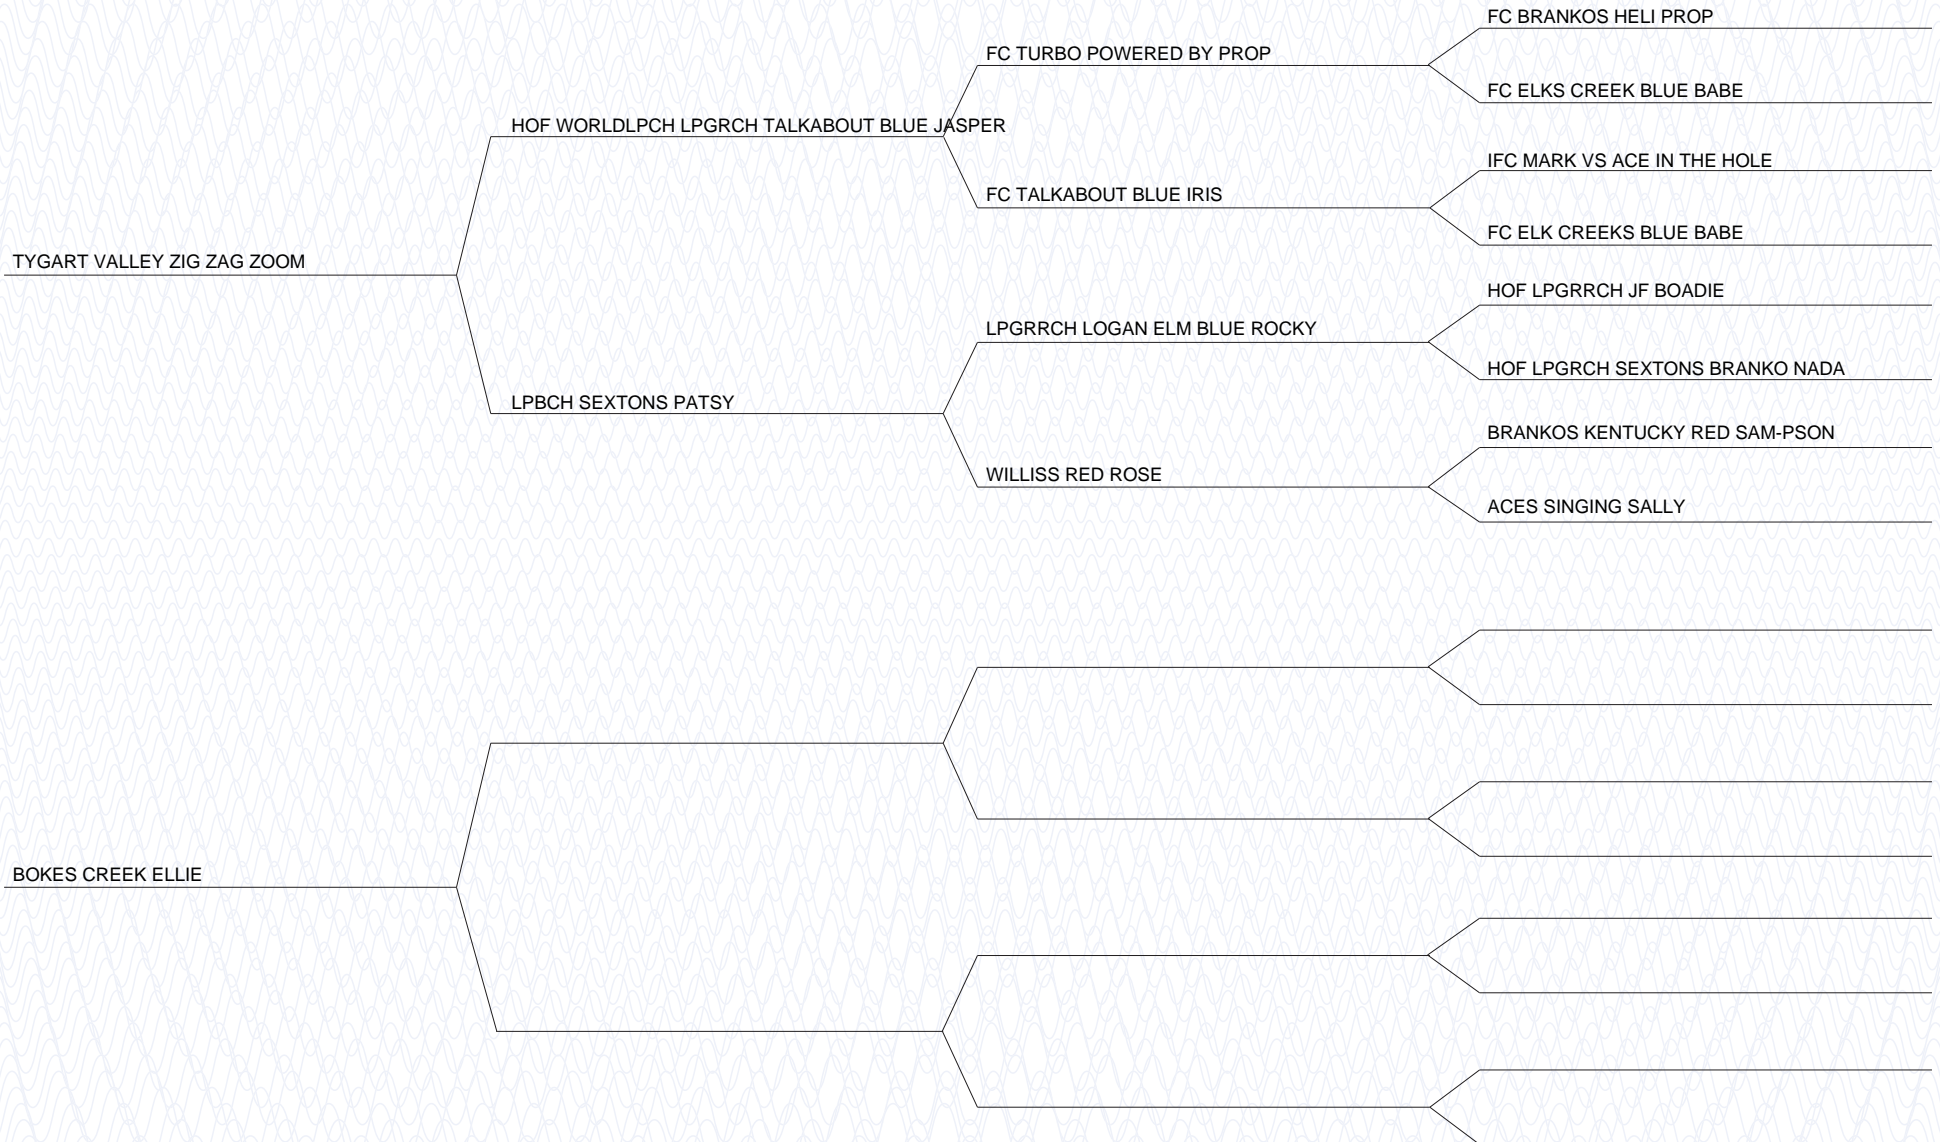 FC BRANKOS HELI PROP
FC TURBO POWERED BY PROP
FC ELKS CREEK BLUE BABE
HOF WORLDLPCH LPGRCH TALKABOUT BLUE JASPER
IFC MARK VS ACE IN THE HOLE
FC TALKABOUT BLUE IRIS
FC ELK CREEKS BLUE BABE
TYGART VALLEY ZIG ZAG ZOOM
HOF LPGRRCH JF BOADIE
LPGRRCH LOGAN ELM BLUE ROCKY
HOF LPGRCH SEXTONS BRANKO NADA
LPBCH SEXTONS PATSY
BRANKOS KENTUCKY RED SAM-PSON
WILLISS RED ROSE
ACES SINGING SALLY
BOKES CREEK ELLIE